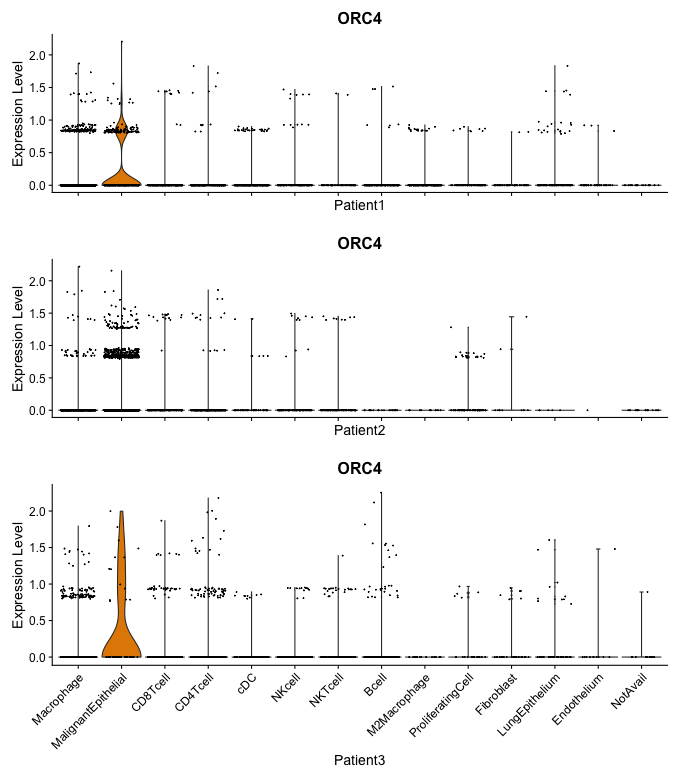 ORC4
Expression Level
2.0
1.5
1.0
0.5
0.0
Patient1
ORC4
Expression Level
2.0
1.5
1.0
0.5
0.0
Patient2
ORC4
Expression Level
2.0
1.5
1.0
0.5
0.0
Macrophage
MalignantEpithelial
CD8Tcell
CD4Tcell
cDC
NKcell
NKTcell
Bcell
M2Macrophage
ProliferatingCell
Fibroblast
LungEpithelium
Endothelium
NotAvail
Patient3